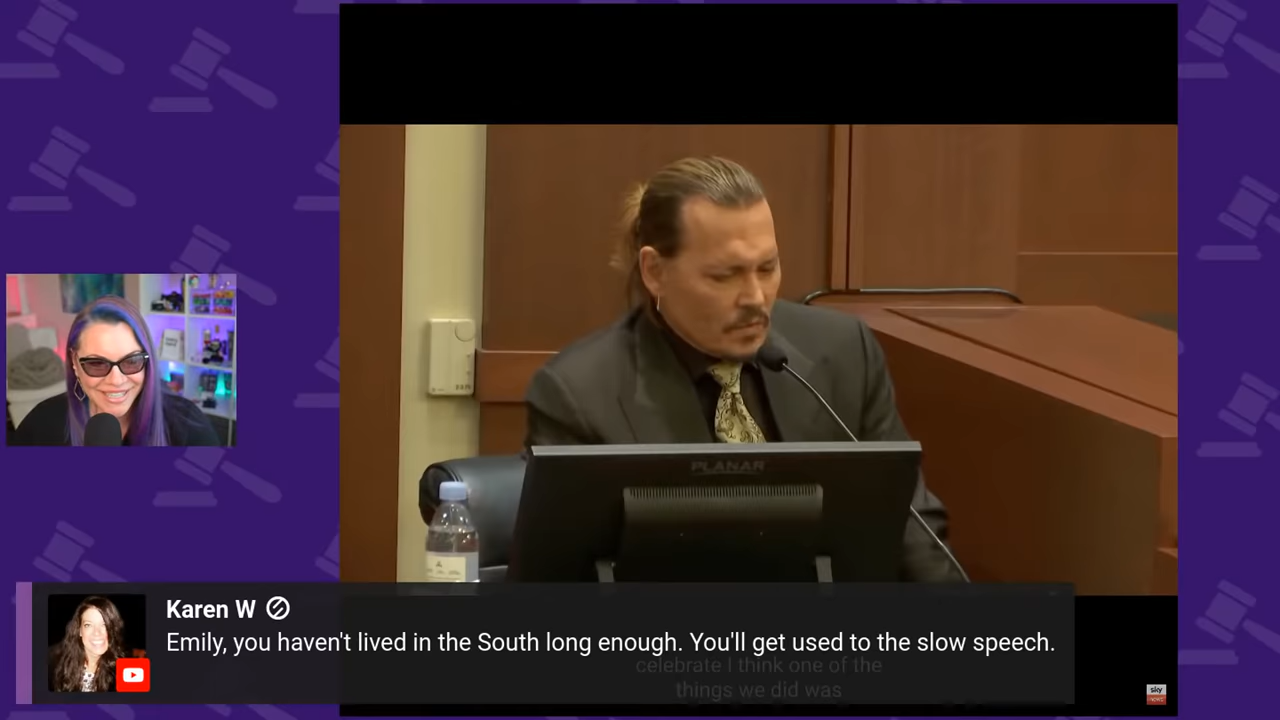 PLANAR
Karen W
Emily, you haven't lived in the South long enough. You'll get used to the slow speech.
celebrate I think one of the
things we did was
sky
news